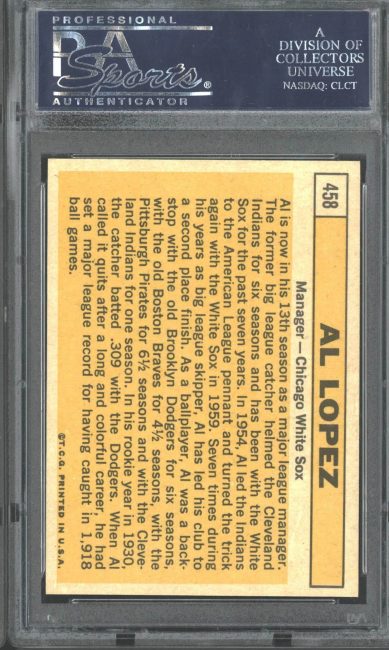 PROFESSIONAL
PSA
Sports®
AUTHENTICATOR
A
DIVISION OF
COLLECTORS
UNIVERSE
NASDAQ: CLCT
458
AL LOPEZ
Manager—Chicago White Sox
Al is now in his 13th season as a major league manager.
The former big league catcher helmed the Cleveland
Indians for six seasons and has been with the White
Sox for the past seven years. In 1954, Al led the Indians
to the American League pennant and turned the trick
again with the White Sox in 1959. Seven times during
his years as big league skipper, Al has led his club to
a second place finish. As a ballplayer, Al was a back-
stop with the old Brooklyn Dodgers for six seasons,
with the old Boston Braves for 4½ seasons, with the
Pittsburgh Pirates for 6½ seasons and with the Cleve-
land Indians for one season. In his rookie year in 1930,
the catcher batted .309 with the Dodgers. When Al
called it quits after a long and colorful career, he had
set a major league record for having caught in 1,918
ball games.
©T.C.G. PRINTED IN U.S.A.